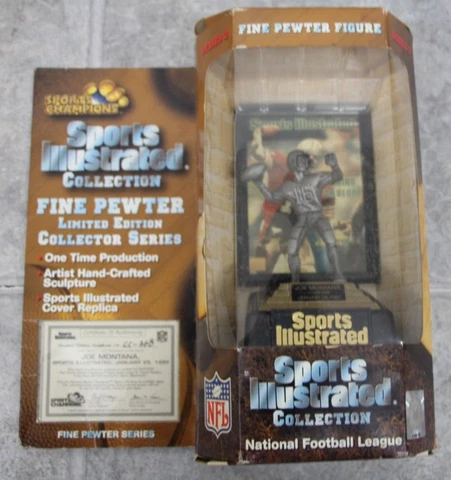 SPORTS
CHAMPIONS
Sports
Illustrated
COLLECTION
FINE PEWTER
LIMITED EDITION
COLLECTOR SERIES
• One Time Production
• Artist Hand-Crafted
Sculpture
• Sports Illustrated
Cover Replica
JOE MONTANA,
FINE PEWTER SERIES
FINE PEWTER FIGURE
Sports Illustrated
JOE MONTANA
Sports
Illustrated
Sports
Illustrated
COLLECTION
NFL
National Football League